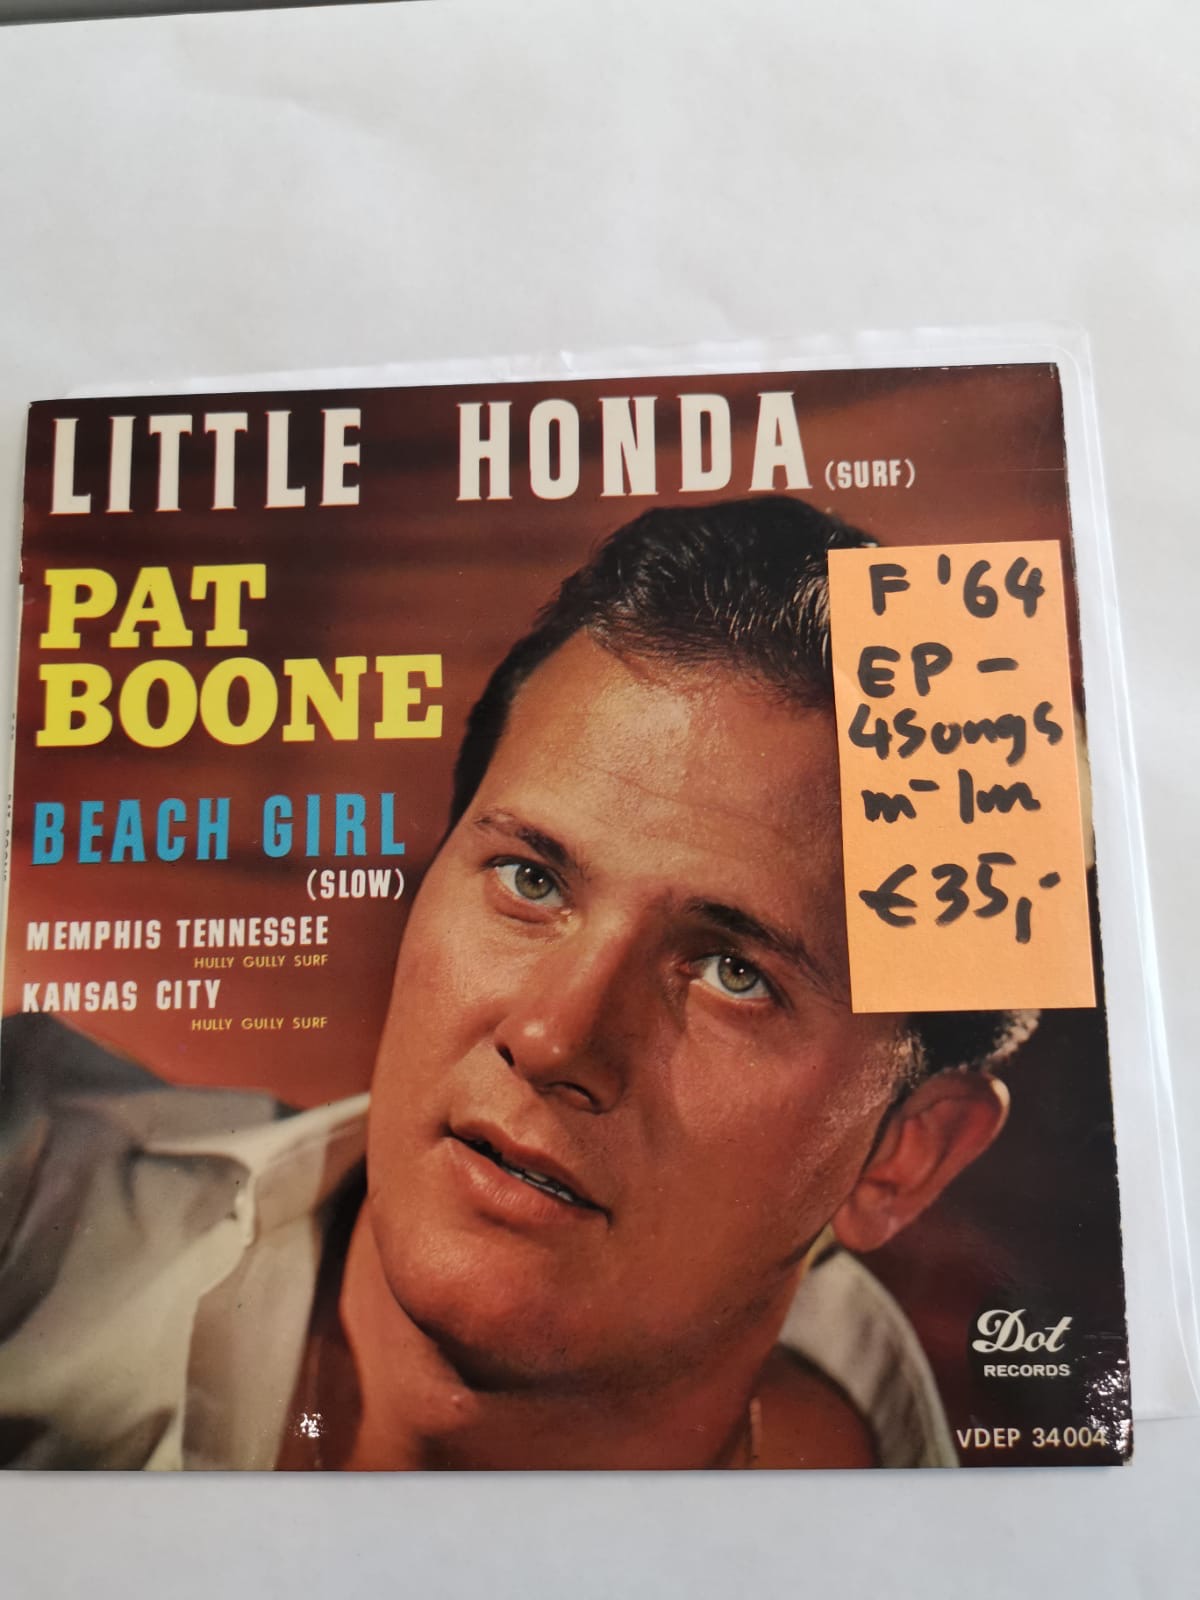 LITTLE HONDA (SURF)
PAT
BOONE
BEACH GIRL
(SLOW)
MEMPHIS TENNESSEE
HULLY GULLY SURF
KANSAS CITY
HULLY GULLY SURF
F '64
EP -
4 Songs
m- / m
€35,-
Dot
RECORDS
VDEP 34004